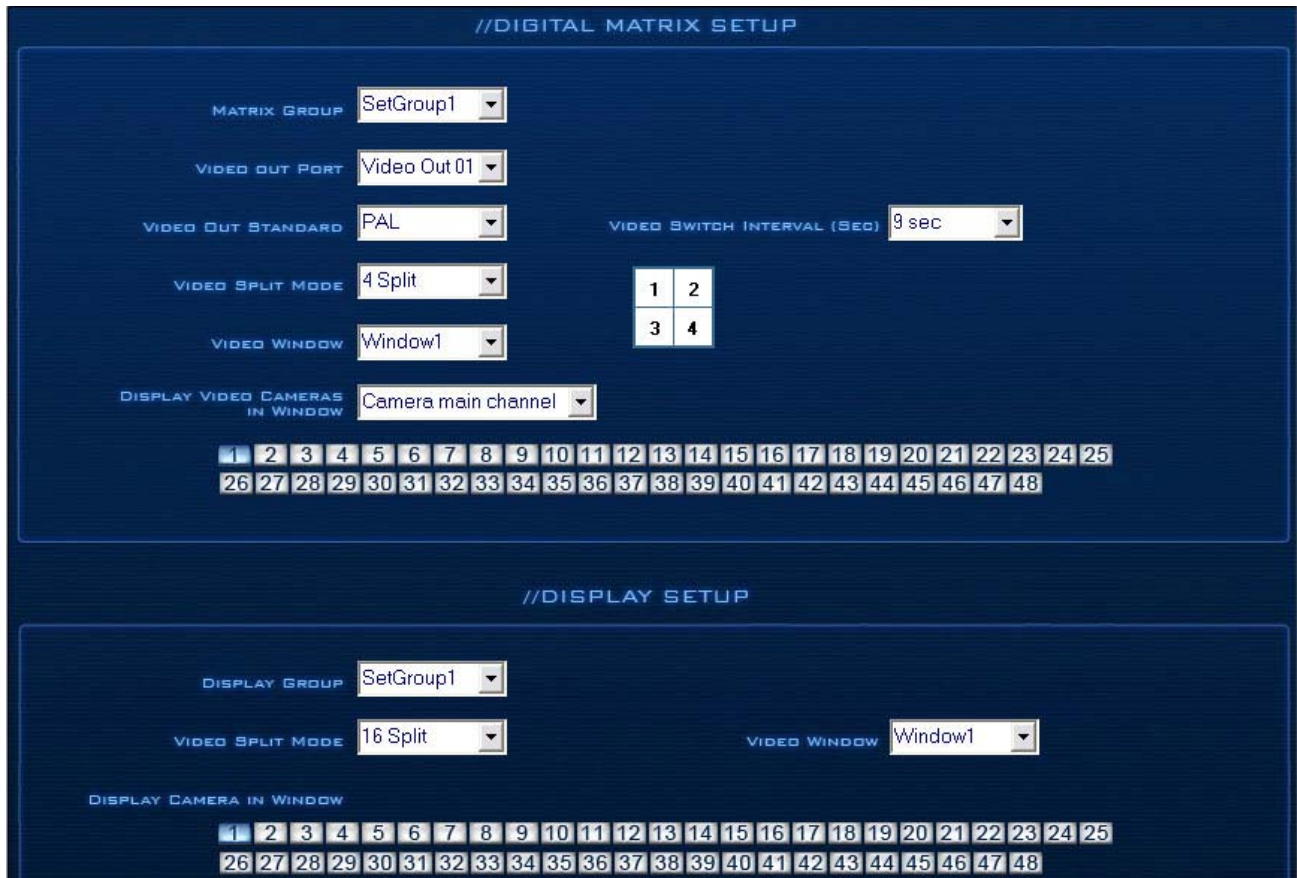 //DIGITAL MATRIX SETUP
MATRIX GROUP SetGroup1
VIDEO OUT PORT Video Out 01
VIDEO OUT STANDARD PAL VIDEO SWITCH INTERVAL (SEC) 9 sec
VIDEO SPLIT MODE 4 Split
1 2
3 4
VIDEO WINDOW Window1
DISPLAY VIDEO CAMERAS
IN WINDOW Camera main channel
1 2 3 4 5 6 7 8 9 10 11 12 13 14 15 16 17 18 19 20 21 22 23 24 25
26 27 28 29 30 31 32 33 34 35 36 37 38 39 40 41 42 43 44 45 46 47 48
//DISPLAY SETUP
DISPLAY GROUP SetGroup1
VIDEO SPLIT MODE 16 Split VIDEO WINDOW Window1
DISPLAY CAMERA IN WINDOW
1 2 3 4 5 6 7 8 9 10 11 12 13 14 15 16 17 18 19 20 21 22 23 24 25
26 27 28 29 30 31 32 33 34 35 36 37 38 39 40 41 42 43 44 45 46 47 48